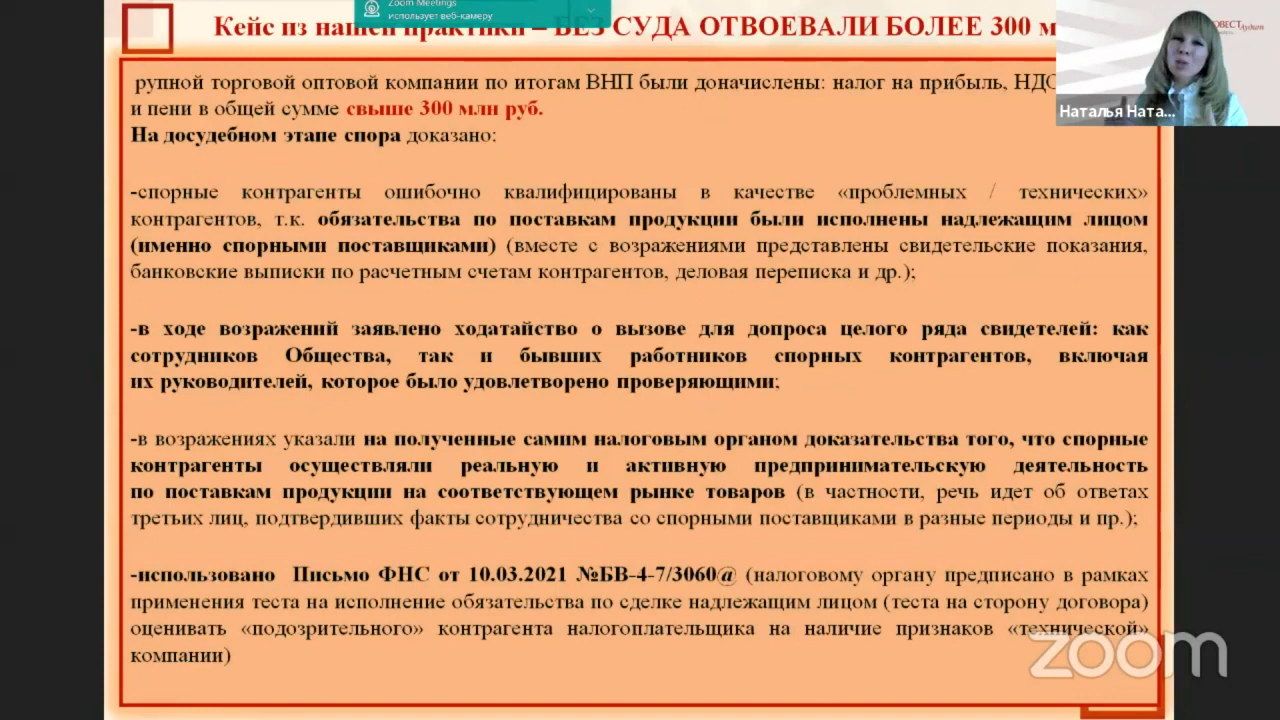 Zoom Meetings
использует веб-камеру
Кейс из нашей практики – БЕЗ СУДА ОТВОЕВАЛИ БОЛЕЕ 300 м
Наталья Ната...
рупной торговой оптовой компании по итогам ВНП были доначислены: налог на прибыль, НДС
и пени в общей сумме свыше 300 млн руб.
На досудебном этапе спора доказано:
-спорные контрагенты ошибочно квалифицированы в качестве «проблемных / технических»
контрагентов, т.к. обязательства по поставкам продукции были исполнены надлежащим лицом
(именно спорными поставщиками) (вместе с возражениями представлены свидетельские показания,
банковские выписки по расчетным счетам контрагентов, деловая переписка и др.);
-в ходе возражений заявлено ходатайство о вызове для допроса целого ряда свидетелей: как
сотрудников Общества, так и бывших работников спорных контрагентов, включая
их руководителей, которое было удовлетворено проверяющими;
-в возражениях указали на полученные самим налоговым органом доказательства того, что спорные
контрагенты осуществляли реальную и активную предпринимательскую деятельность
по поставкам продукции на соответствующем рынке товаров (в частности, речь идет об ответах
третьих лиц, подтвердивших факты сотрудничества со спорными поставщиками в разные периоды и пр.);
-использовано Письмо ФНС от 10.03.2021 №БВ-4-7/3060@ (налоговому органу предписано в рамках
применения теста на исполнение обязательства по сделке надлежащим лицом (теста на сторону договора)
оценивать «подозрительного» контрагента налогоплательщика на наличие признаков «технической»
компании)
zoom